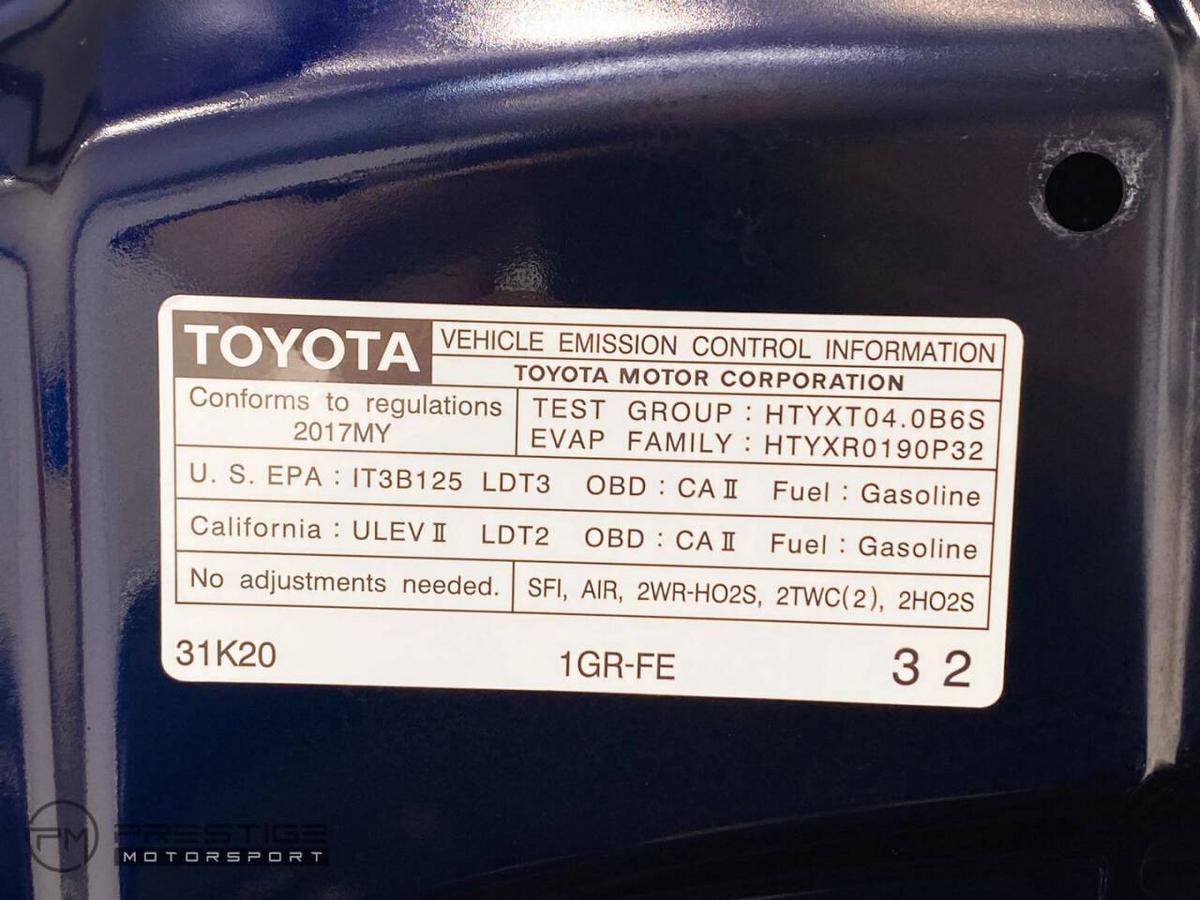 TOYOTA
VEHICLE EMISSION CONTROL INFORMATION
TOYOTA MOTOR CORPORATION
Conforms to regulations
2017MY
TEST GROUP : HTYXT04.0B6S
EVAP FAMILY : HTYXR0190P32
U. S. EPA : IT3B125 LDT3 OBD : CA II Fuel : Gasoline
California : ULEV II LDT2 OBD : CA II Fuel : Gasoline
No adjustments needed.
SFI, AIR, 2WR-HO2S, 2TWC(2), 2HO2S
31K20
1GR-FE
3 2
PM
PRESTIGE
MOTORSPORT